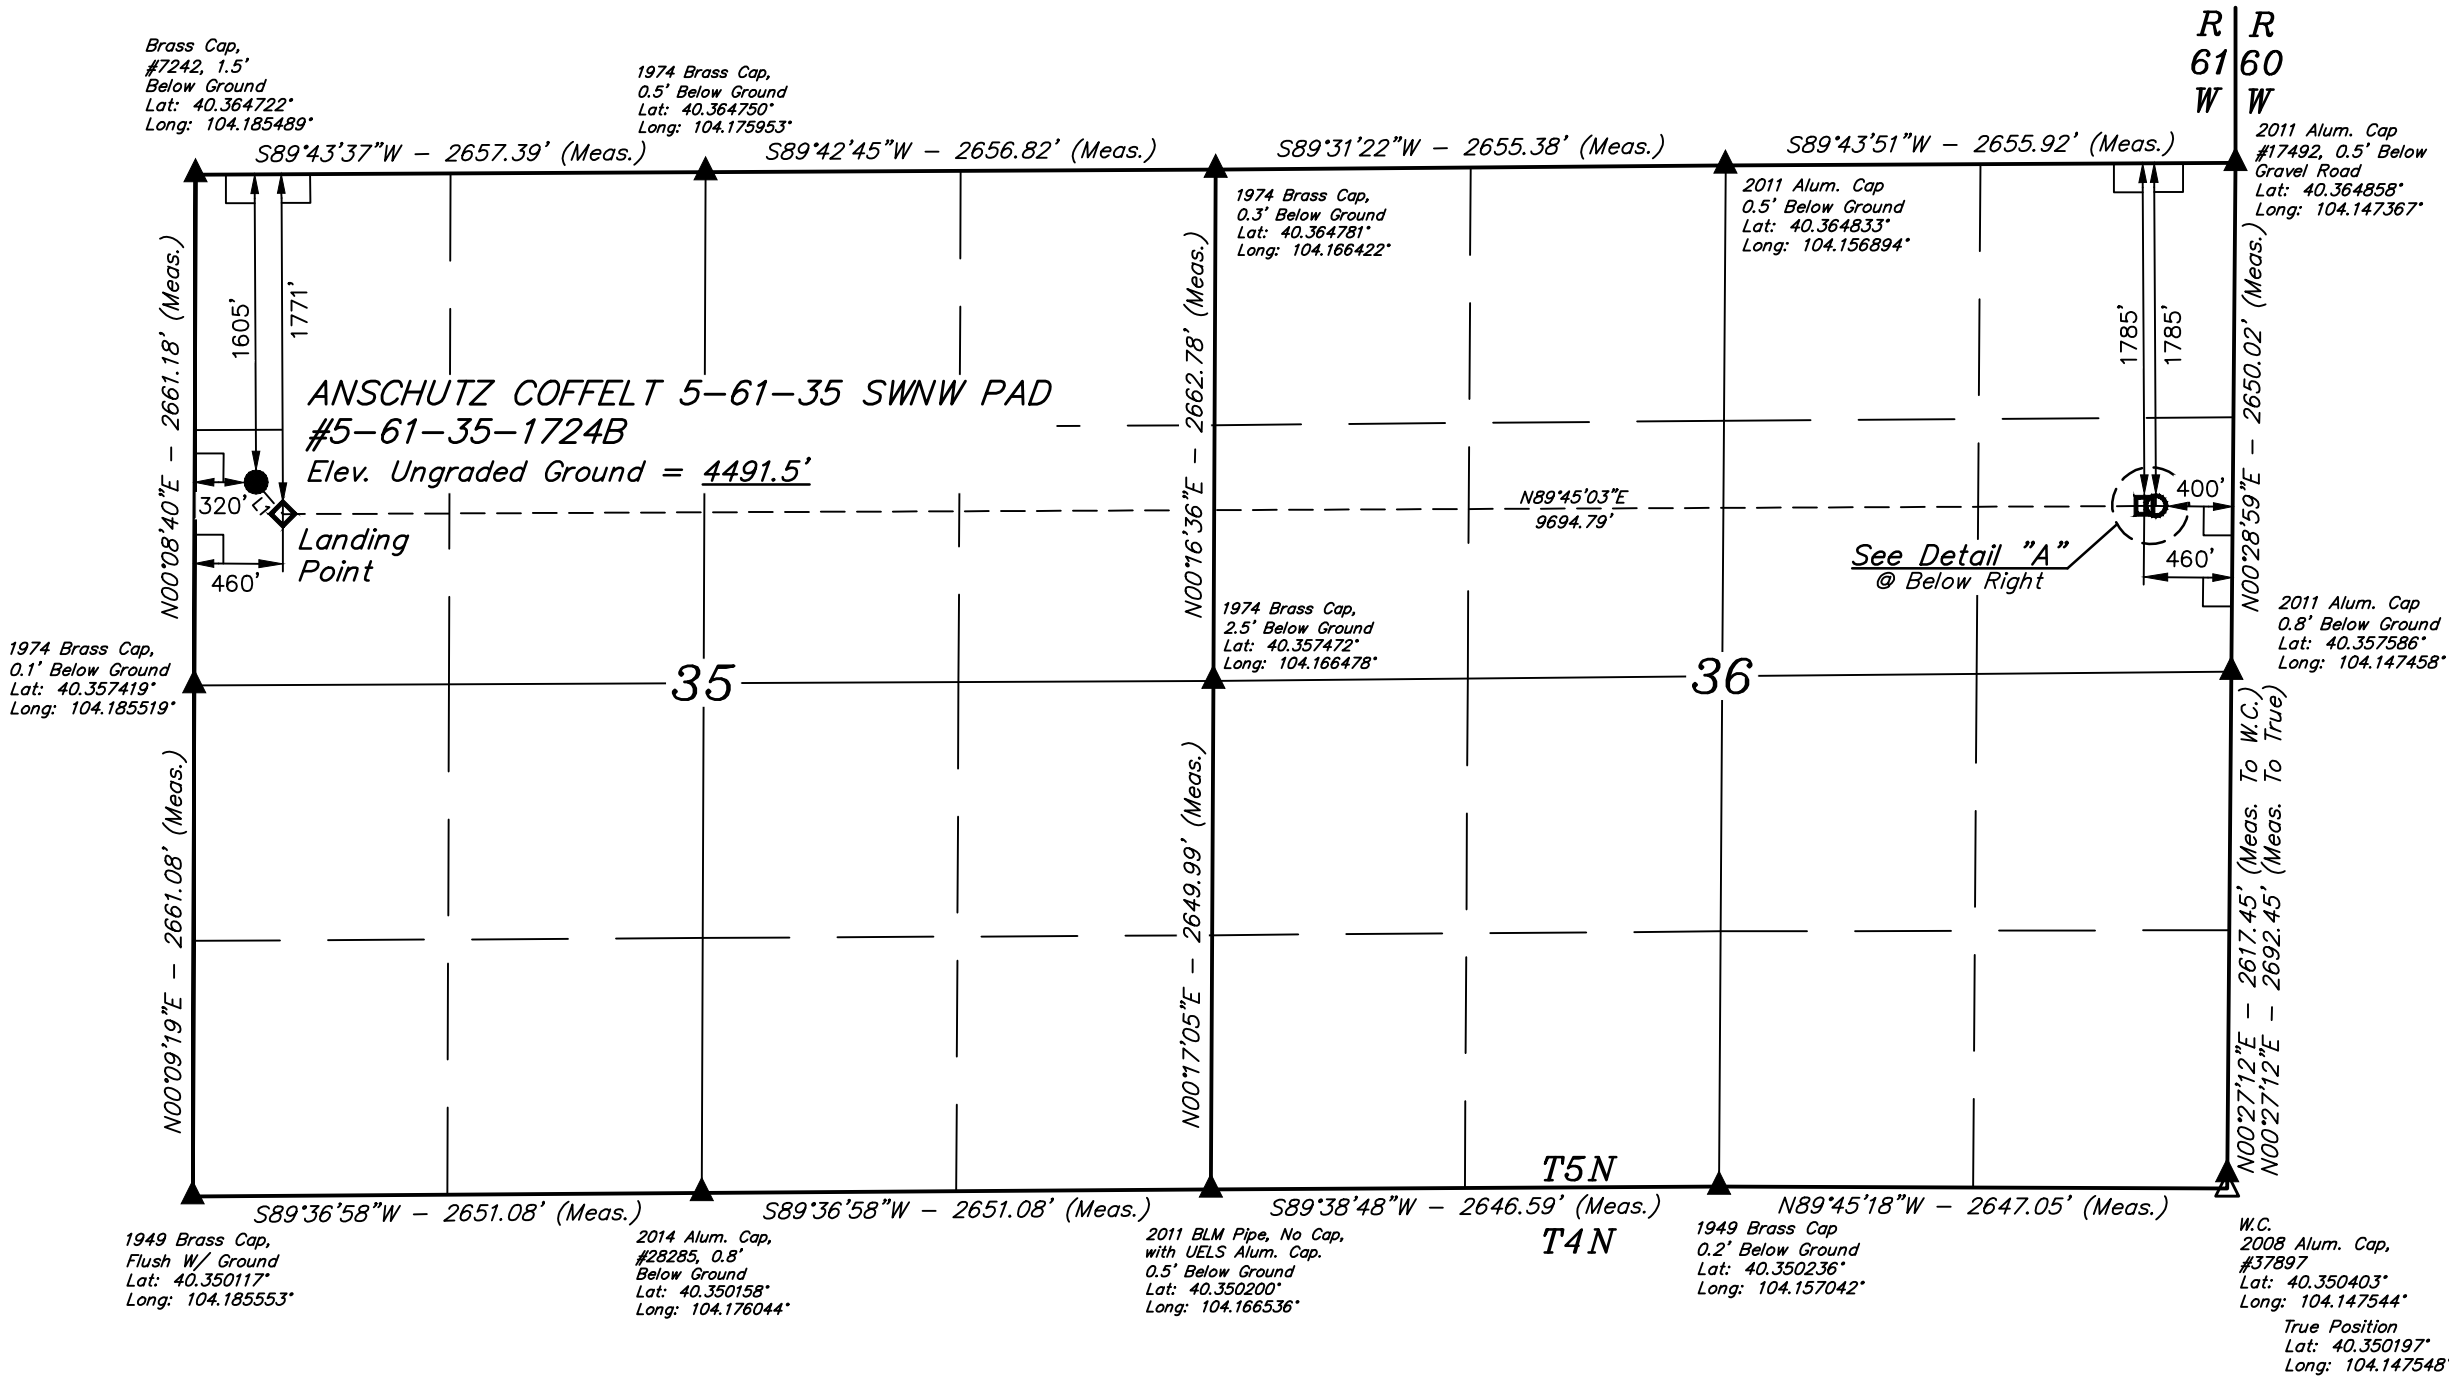 R R
61 60
W W
Brass Cap,
#7242, 1.5'
Below Ground
Lat: 40.364722°
Long: 104.185489°
1974 Brass Cap,
0.5' Below Ground
Lat: 40.364750°
Long: 104.175953°
S89°43'37"W - 2657.39' (Meas.)
S89°42'45"W - 2656.82' (Meas.)
S89°31'22"W - 2655.38' (Meas.)
S89°43'51"W - 2655.92' (Meas.)
2011 Alum. Cap
#17492, 0.5' Below
Gravel Road
Lat: 40.364858°
Long: 104.147367°
1974 Brass Cap,
0.3' Below Ground
Lat: 40.364781°
Long: 104.166422°
2011 Alum. Cap
0.5' Below Ground
Lat: 40.364833°
Long: 104.156894°
N00°08'40"E - 2661.18' (Meas.)
1605'
1771'
N00°16'36"E - 2662.78' (Meas.)
1785'
1785'
N00°28'59"E - 2650.02' (Meas.)
ANSCHUTZ COFFELT 5-61-35 SWNW PAD
#5-61-35-1724B
Elev. Ungraded Ground = 4491.5'
320'
L1
Landing
Point
460'
N89°45'03"E
9694.79'
400'
See Detail "A"
@ Below Right
460'
1974 Brass Cap,
0.1' Below Ground
Lat: 40.357419°
Long: 104.185519°
1974 Brass Cap,
2.5' Below Ground
Lat: 40.357472°
Long: 104.166478°
2011 Alum. Cap
0.8' Below Ground
Lat: 40.357586°
Long: 104.147458°
35
36
N00°09'19"E - 2661.08' (Meas.)
N00°17'05"E - 2649.99' (Meas.)
N00°27'12"E - 2617.45' (Meas. To W.C.)
N00°27'12"E - 2692.45' (Meas. To True)
T5N
S89°36'58"W - 2651.08' (Meas.)
S89°36'58"W - 2651.08' (Meas.)
S89°38'48"W - 2646.59' (Meas.)
N89°45'18"W - 2647.05' (Meas.)
T4N
1949 Brass Cap,
Flush W/ Ground
Lat: 40.350117°
Long: 104.185553°
2014 Alum. Cap,
#28285, 0.8'
Below Ground
Lat: 40.350158°
Long: 104.176044°
2011 BLM Pipe, No Cap,
with UELS Alum. Cap.
0.5' Below Ground
Lat: 40.350200°
Long: 104.166536°
1949 Brass Cap
0.2' Below Ground
Lat: 40.350236°
Long: 104.157042°
W.C.
2008 Alum. Cap,
#37897
Lat: 40.350403°
Long: 104.147544°
True Position
Lat: 40.350197°
Long: 104.147548°